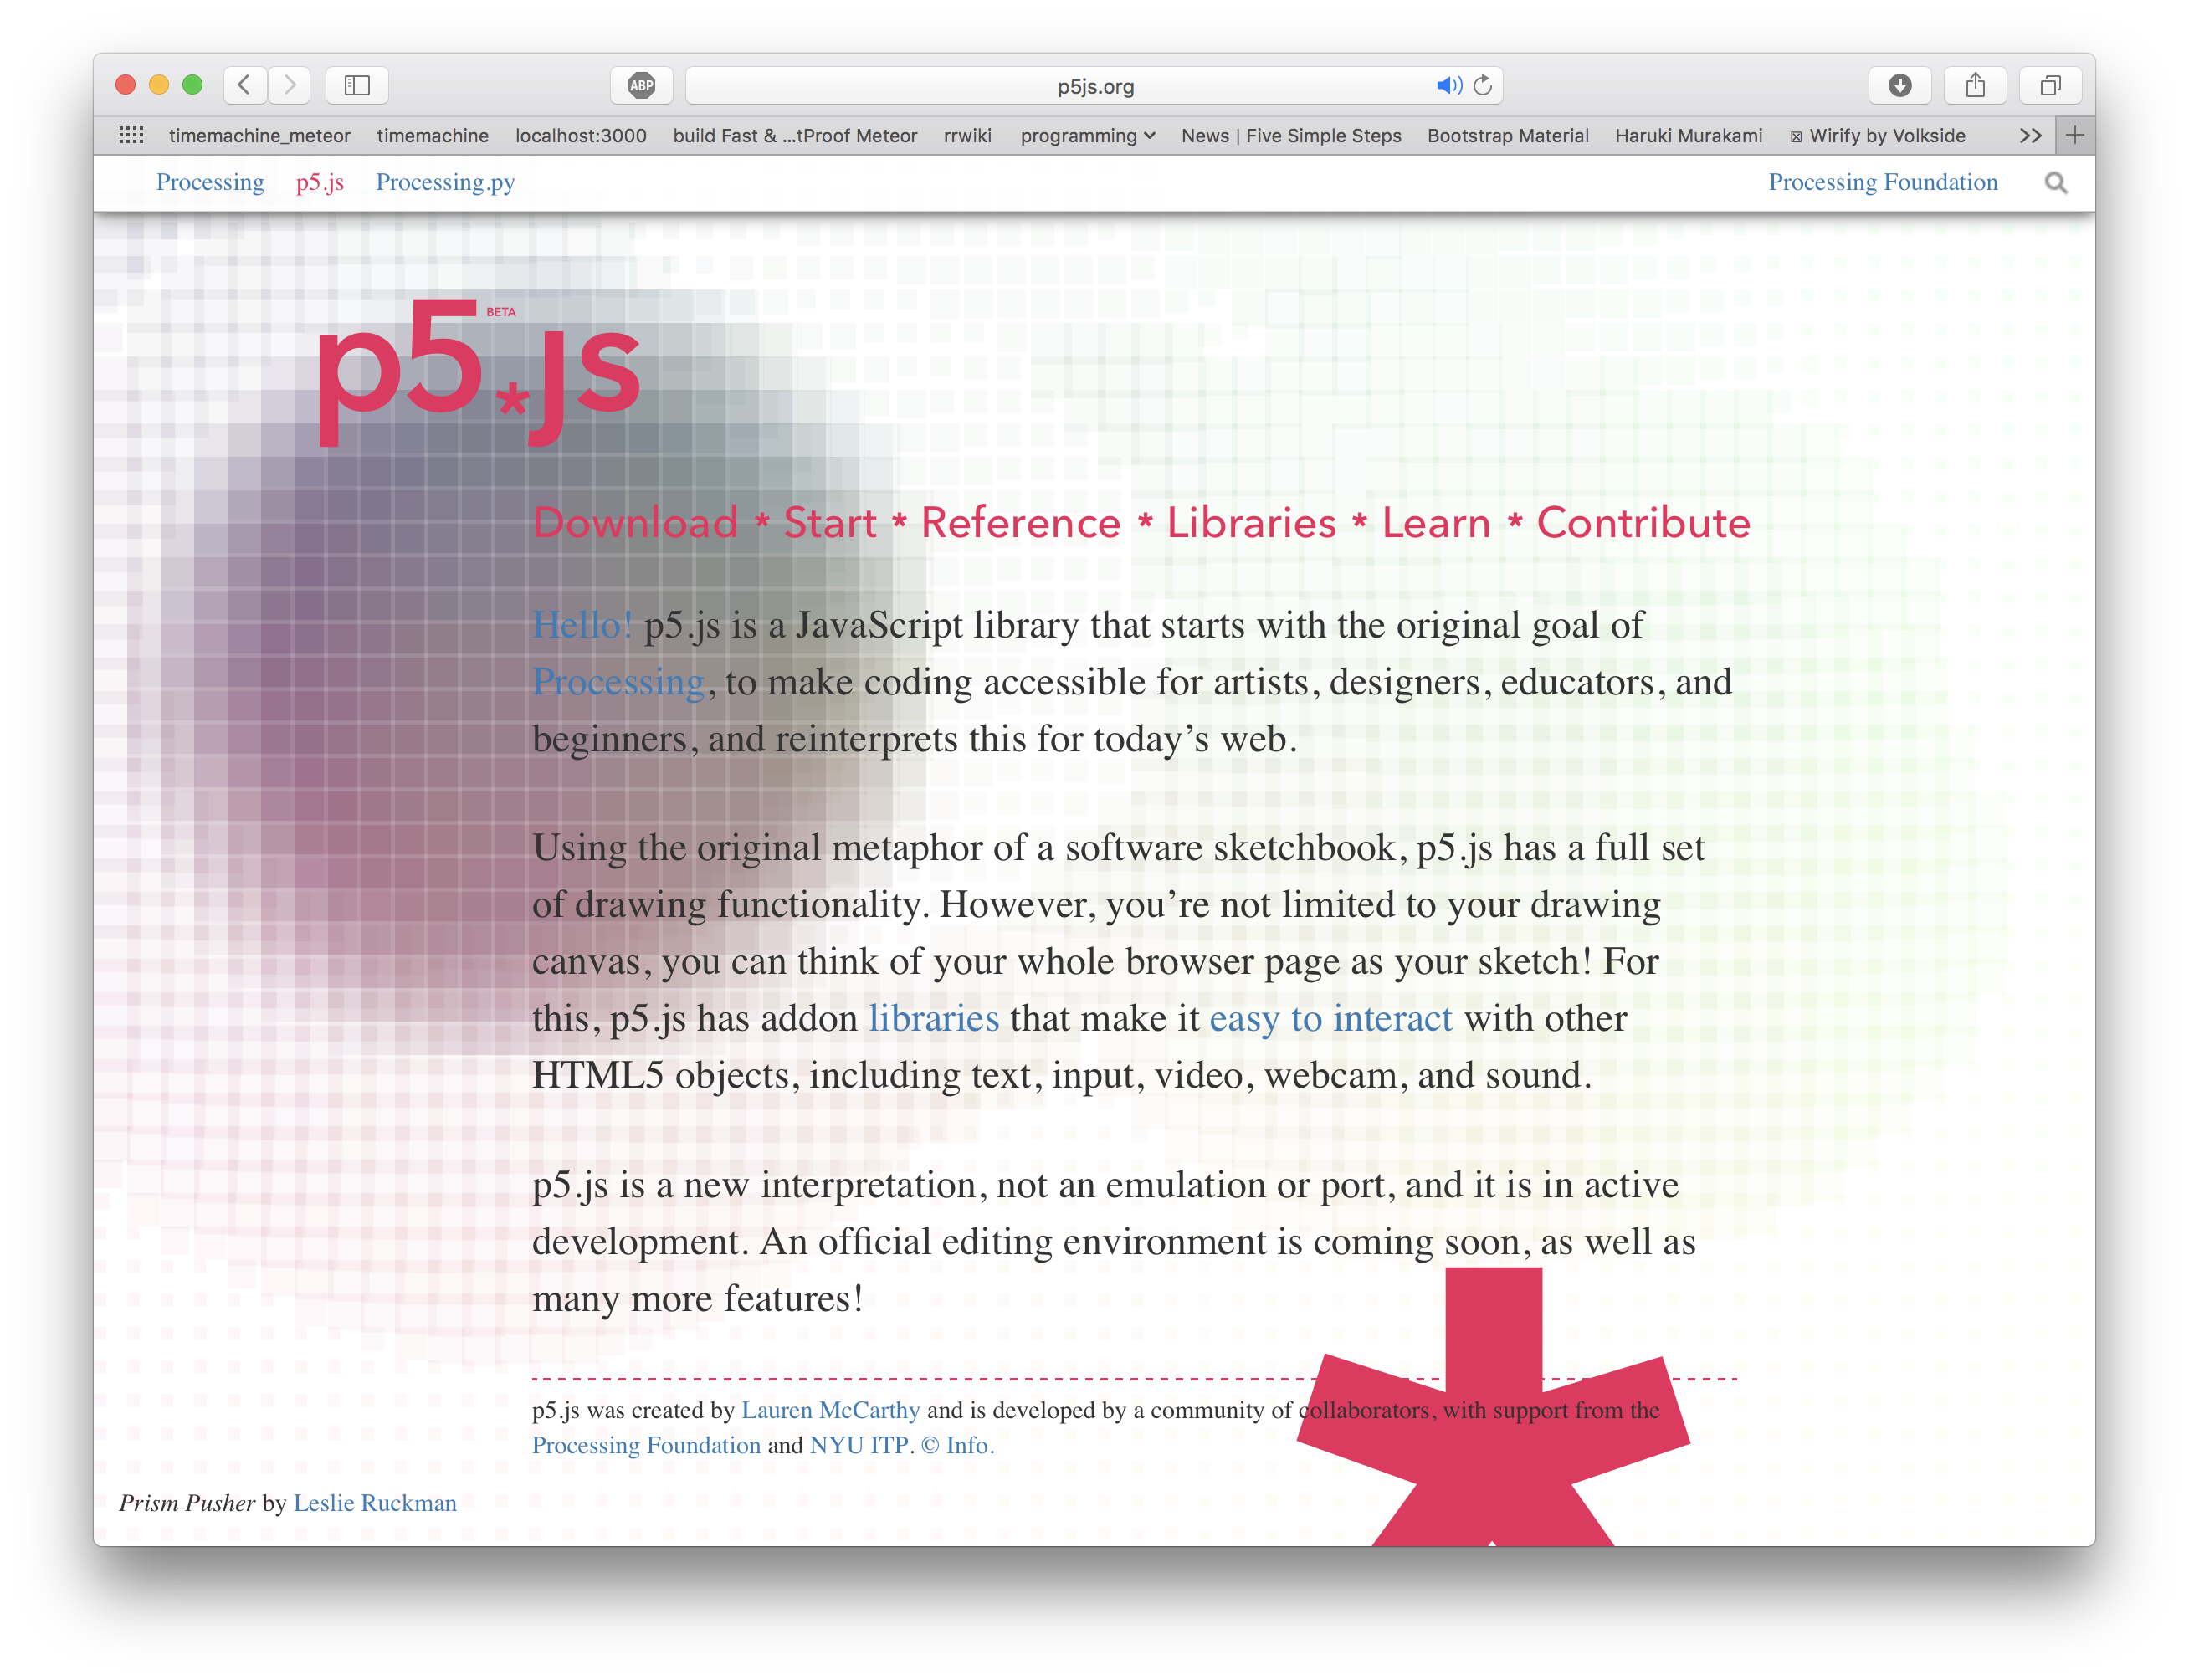 ABP
p5js.org
timemachine_meteor timemachine localhost:3000 build Fast & ...tProof Meteor rrwiki programming News | Five Simple Steps Bootstrap Material Haruki Murakami Wirify by Volkside
Processing p5.js Processing.py Processing Foundation
p5.js
BETA
Download * Start * Reference * Libraries * Learn * Contribute
Hello! p5.js is a JavaScript library that starts with the original goal of
Processing, to make coding accessible for artists, designers, educators, and
beginners, and reinterprets this for today’s web.
Using the original metaphor of a software sketchbook, p5.js has a full set
of drawing functionality. However, you’re not limited to your drawing
canvas, you can think of your whole browser page as your sketch! For
this, p5.js has addon libraries that make it easy to interact with other
HTML5 objects, including text, input, video, webcam, and sound.
p5.js is a new interpretation, not an emulation or port, and it is in active
development. An official editing environment is coming soon, as well as
many more features!
p5.js was created by Lauren McCarthy and is developed by a community of collaborators, with support from the
Processing Foundation and NYU ITP. © Info.
Prism Pusher by Leslie Ruckman